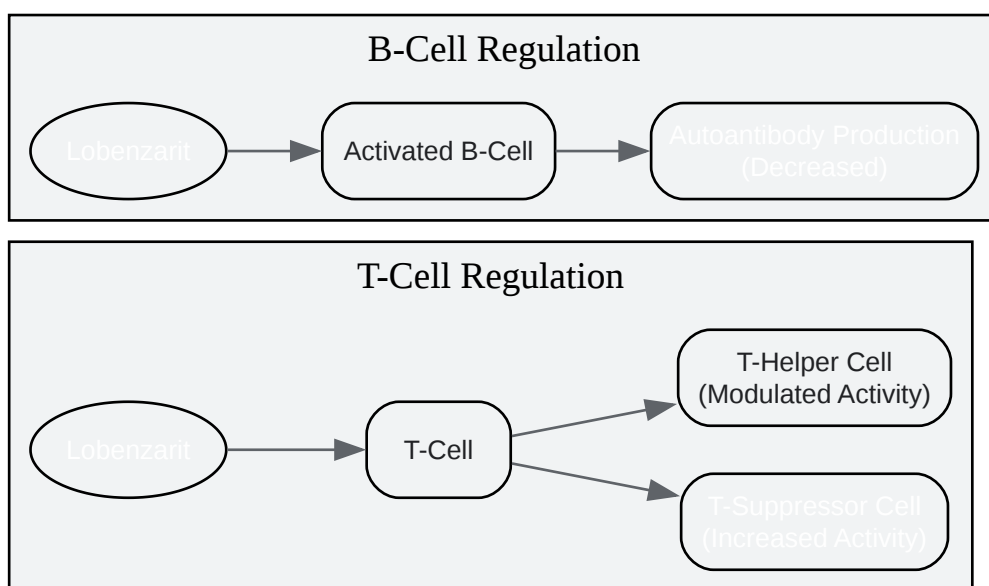 B-Cell Regulation
Lobenzarit
Activated B-Cell
Autoantibody Production
(Decreased)
T-Cell Regulation
Lobenzarit
T-Cell
T-Helper Cell
(Modulated Activity)
T-Suppressor Cell
(Increased Activity)